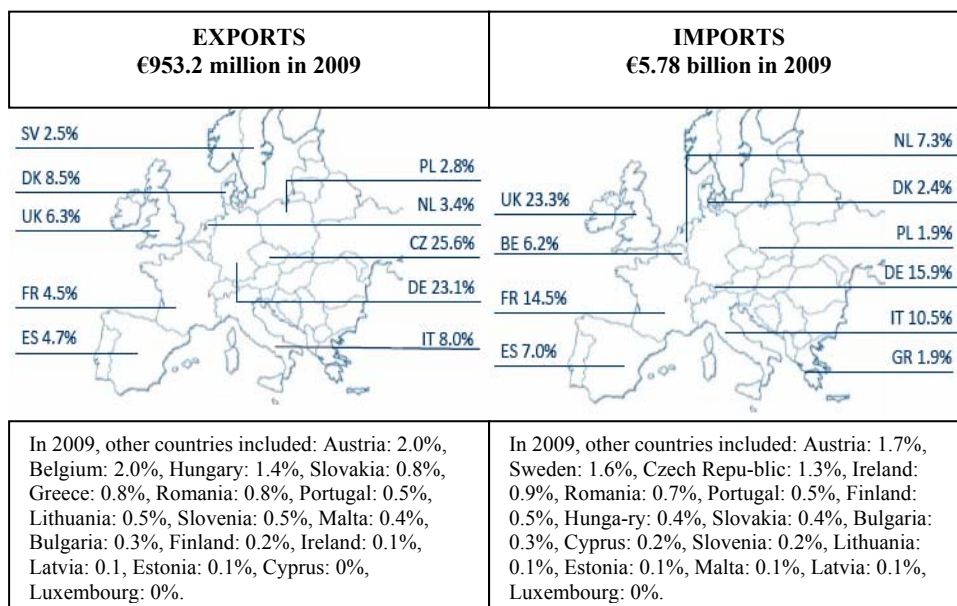 EXPORTS
€953.2 million in 2009
IMPORTS
€5.78 billion in 2009
SV 2.5%
DK 8.5%
UK 6.3%
FR 4.5%
ES 4.7%
PL 2.8%
NL 3.4%
CZ 25.6%
DE 23.1%
IT 8.0%
UK 23.3%
BE 6.2%
FR 14.5%
ES 7.0%
NL 7.3%
DK 2.4%
PL 1.9%
DE 15.9%
IT 10.5%
GR 1.9%
In 2009, other countries included: Austria: 2.0%,
Belgium: 2.0%, Hungary: 1.4%, Slovakia: 0.8%,
Greece: 0.8%, Romania: 0.8%, Portugal: 0.5%,
Lithuania: 0.5%, Slovenia: 0.5%, Malta: 0.4%,
Bulgaria: 0.3%, Finland: 0.2%, Ireland: 0.1%,
Latvia: 0.1, Estonia: 0.1%, Cyprus: 0%,
Luxembourg: 0%.
In 2009, other countries included: Austria: 1.7%,
Sweden: 1.6%, Czech Repu-blic: 1.3%, Ireland:
0.9%, Romania: 0.7%, Portugal: 0.5%, Finland:
0.5%, Hunga-ry: 0.4%, Slovakia: 0.4%, Bulgaria:
0.3%, Cyprus: 0.2%, Slovenia: 0.2%, Lithuania:
0.1%, Estonia: 0.1%, Malta: 0.1%, Latvia: 0.1%,
Luxembourg: 0%.